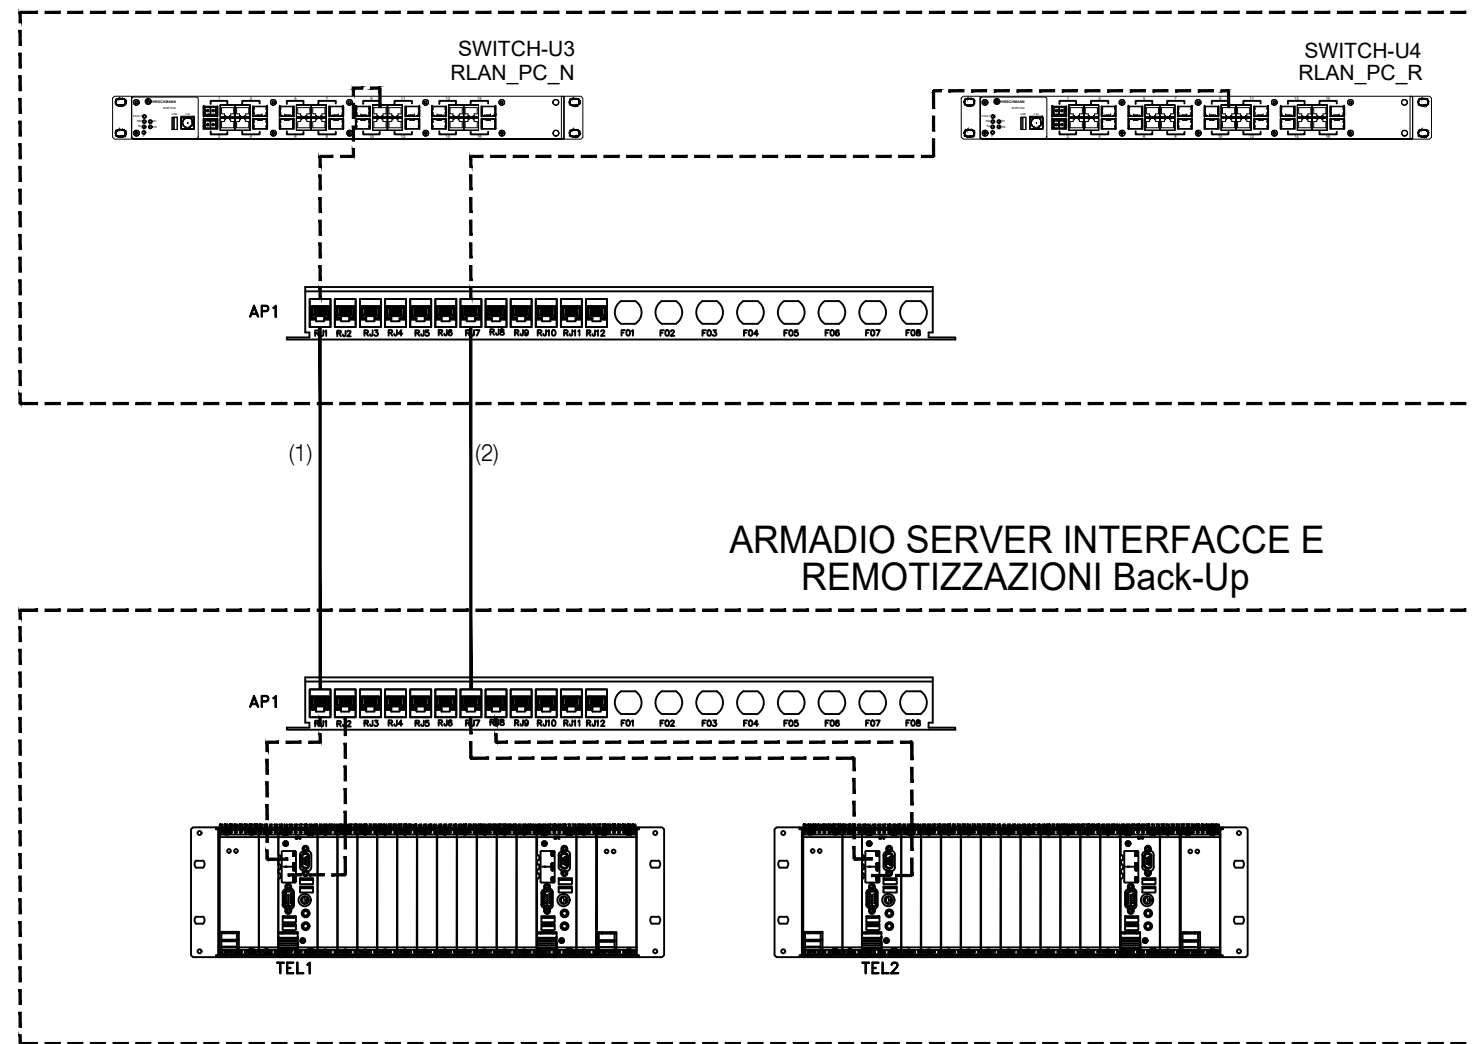 SWITCH-U3
RLAN_PC_N
SWITCH-U4
RLAN_PC_R
HIRSCHMANN
HIRSCHMANN
AP1
RJ1 RJ2 RJ3 RJ4 RJ5 RJ6 RJ7 RJ8 RJ9 RJ10 RJ11 RJ12 F01 F02 F03 F04 F05 F06 F07 F08
(1)
(2)
ARMADIO SERVER INTERFACCE E
REMOTIZZAZIONI Back-Up
AP1
RJ1 RJ2 RJ3 RJ4 RJ5 RJ6 RJ7 RJ8 RJ9 RJ10 RJ11 RJ12 F01 F02 F03 F04 F05 F06 F07 F08
TEL1
TEL2